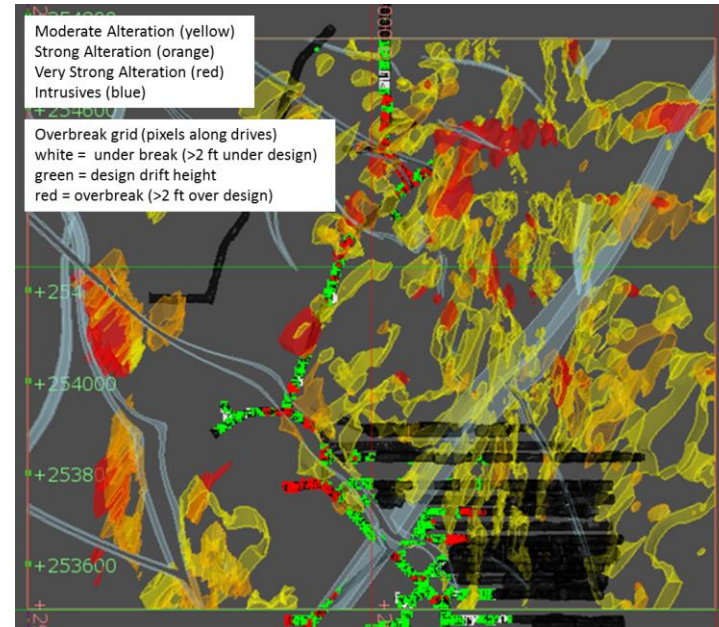 Moderate Alteration (yellow)
Strong Alteration (orange)
Very Strong Alteration (red)
Intrusives (blue)
+254600
Overbreak grid (pixels along drives)
white = under break (>2 ft under design)
green = design drift height
red = overbreak (>2 ft over design)
+254000
+253600